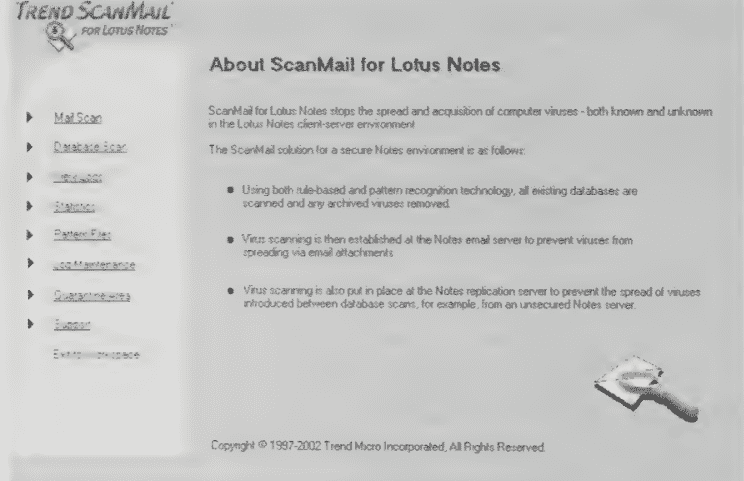 TREND SCANMAIL
FOR LOTUS NOTES
About ScanMail for Lotus Notes
ScanMail for Lotus Notes stops the spread and acquisition of computer viruses - both known and unknown
in the Lotus Notes client-server environment
The ScanMail solution for a secure Notes environment is as follows:
Using both rule-based and pattern recognition technology, all existing databases are
scanned and any archived viruses removed.
Virus scanning is then established at the Notes email server to prevent viruses from
spreading via email attachments
Virus scanning is also put in place at the Notes replication server to prevent the spread of viruses
introduced between database scans, for example, from an unsecured Notes server.
Mail Scan
Database Scan
Statistics
Pattern Files
Log Maintenance
Quarantine Area
Support
Copyright © 1997-2002 Trend Micro Incorporated, All Rights Reserved.